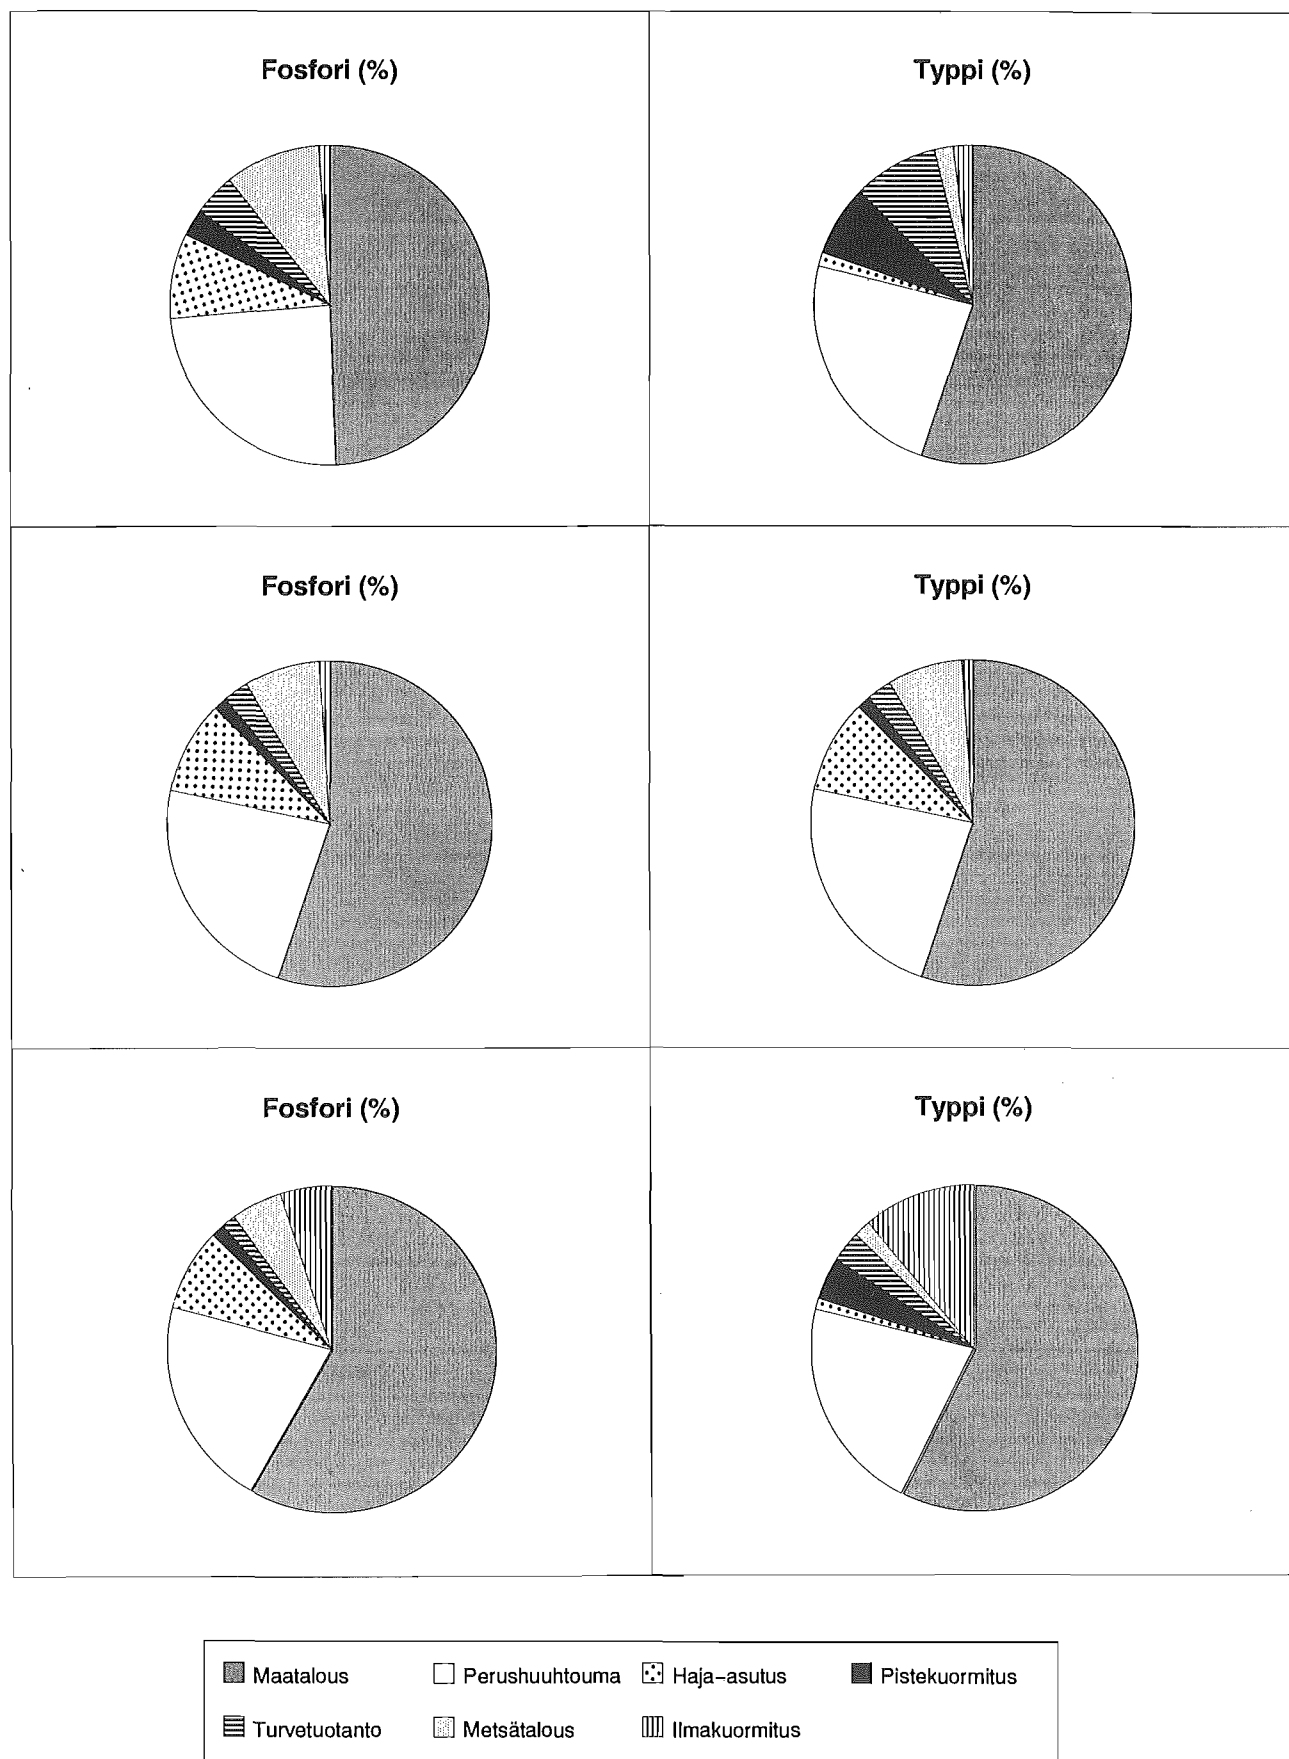 Fosfori (%)
Typpi (%)
Fosfori (%)
Typpi (%)
Fosfori (%)
Typpi (%)
Maatalous
Perushuuhtouma
Haja-asutus
Pistekuormitus
Turvetuotanto
Metsätalous
Ilmakuormitus